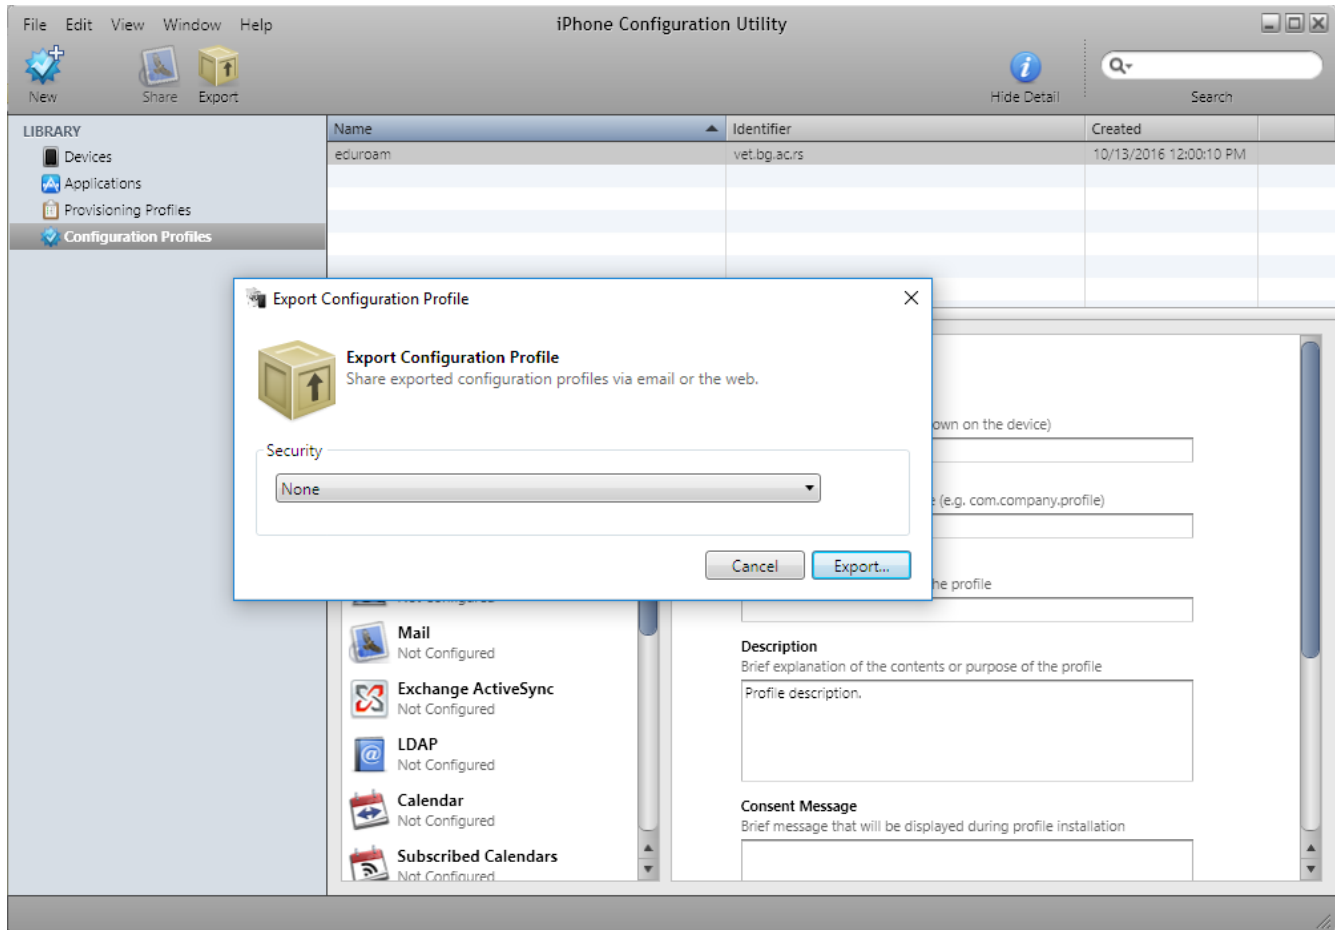 File Edit View Window Help
iPhone Configuration Utility
New
Share
Export
Hide Detail
Search
LIBRARY
Devices
Applications
Provisioning Profiles
Configuration Profiles
Name
Identifier
Created
eduroam
vet.bg.ac.rs
10/13/2016 12:00:10 PM
Export Configuration Profile
Export Configuration Profile
Share exported configuration profiles via email or the web.
Security
None
Cancel
Export...
own on the device)
(e.g. com.company.profile)
he profile
Not Configured
Mail
Not Configured
Exchange ActiveSync
Not Configured
LDAP
Not Configured
Calendar
Not Configured
Subscribed Calendars
Not Configured
Description
Brief explanation of the contents or purpose of the profile
Profile description.
Consent Message
Brief message that will be displayed during profile installation